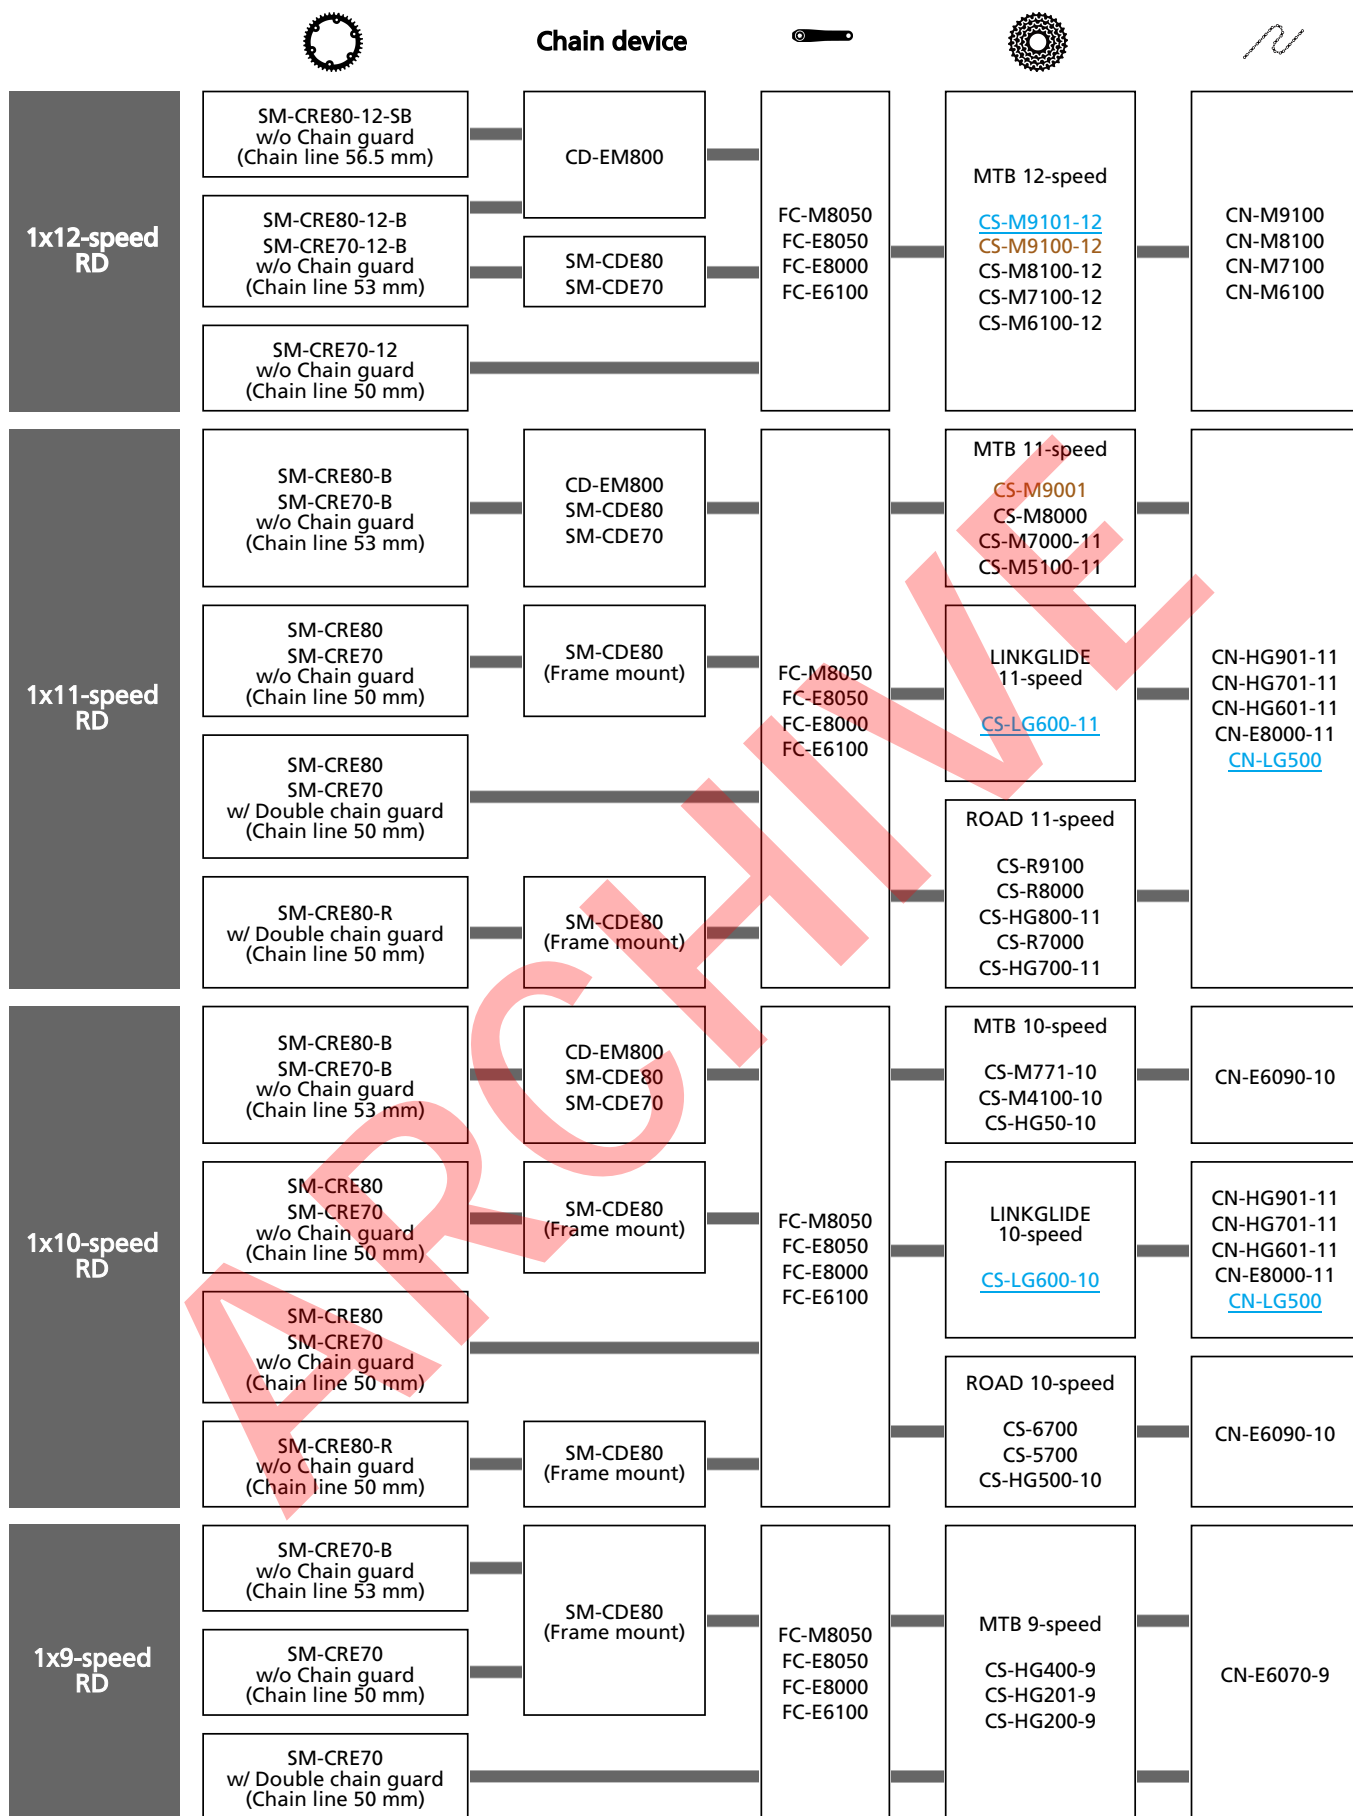 Chain device
1x12-speed
RD
SM-CRE80-12-SB
w/o Chain guard
(Chain line 56.5 mm)
SM-CRE80-12-B
SM-CRE70-12-B
w/o Chain guard
(Chain line 53 mm)
SM-CRE70-12
w/o Chain guard
(Chain line 50 mm)
CD-EM800
SM-CDE80
SM-CDE70
FC-M8050
FC-E8050
FC-E8000
FC-E6100
MTB 12-speed
CS-M9101-12
CS-M9100-12
CS-M8100-12
CS-M7100-12
CS-M6100-12
CN-M9100
CN-M8100
CN-M7100
CN-M6100
1x11-speed
RD
SM-CRE80-B
SM-CRE70-B
w/o Chain guard
(Chain line 53 mm)
SM-CRE80
SM-CRE70
w/o Chain guard
(Chain line 50 mm)
SM-CRE80
SM-CRE70
w/ Double chain guard
(Chain line 50 mm)
SM-CRE80-R
w/ Double chain guard
(Chain line 50 mm)
CD-EM800
SM-CDE80
SM-CDE70
SM-CDE80
(Frame mount)
SM-CDE80
(Frame mount)
FC-M8050
FC-E8050
FC-E8000
FC-E6100
MTB 11-speed
CS-M9001
CS-M8000
CS-M7000-11
CS-M5100-11
LINKGLIDE
11-speed
CS-LG600-11
ROAD 11-speed
CS-R9100
CS-R8000
CS-HG800-11
CS-R7000
CS-HG700-11
CN-HG901-11
CN-HG701-11
CN-HG601-11
CN-E8000-11
CN-LG500
1x10-speed
RD
SM-CRE80-B
SM-CRE70-B
w/o Chain guard
(Chain line 53 mm)
SM-CRE80
SM-CRE70
w/o Chain guard
(Chain line 50 mm)
SM-CRE80
SM-CRE70
w/o Chain guard
(Chain line 50 mm)
SM-CRE80-R
w/o Chain guard
(Chain line 50 mm)
CD-EM800
SM-CDE80
SM-CDE70
SM-CDE80
(Frame mount)
SM-CDE80
(Frame mount)
FC-M8050
FC-E8050
FC-E8000
FC-E6100
MTB 10-speed
CS-M771-10
CS-M4100-10
CS-HG50-10
LINKGLIDE
10-speed
CS-LG600-10
ROAD 10-speed
CS-6700
CS-5700
CS-HG500-10
CN-E6090-10
CN-HG901-11
CN-HG701-11
CN-HG601-11
CN-E8000-11
CN-LG500
CN-E6090-10
1x9-speed
RD
SM-CRE70-B
w/o Chain guard
(Chain line 53 mm)
SM-CRE70
w/o Chain guard
(Chain line 50 mm)
SM-CRE70
w/ Double chain guard
(Chain line 50 mm)
SM-CDE80
(Frame mount)
FC-M8050
FC-E8050
FC-E8000
FC-E6100
MTB 9-speed
CS-HG400-9
CS-HG201-9
CS-HG200-9
CN-E6070-9
ARCHIVE